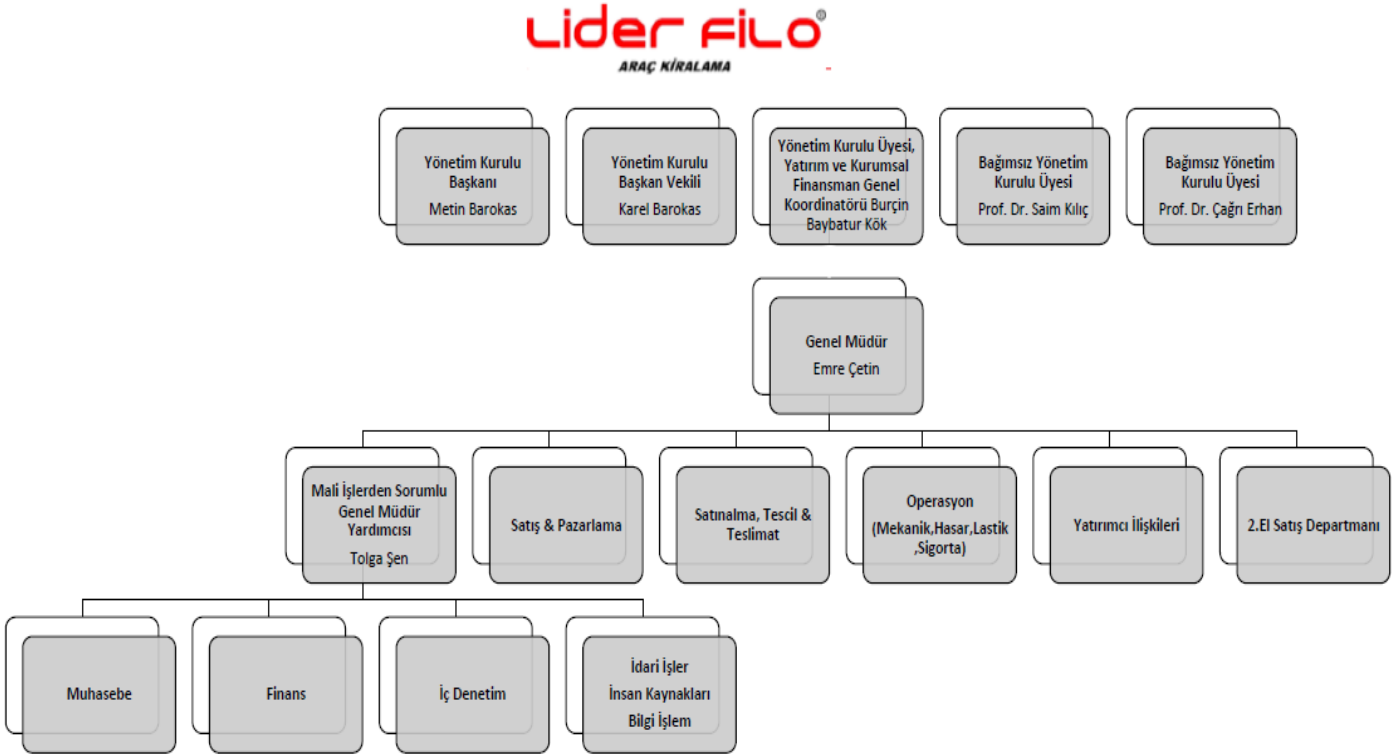 Lider FiLo®
ARAÇ KİRALAMA
Yönetim Kurulu
Başkanı
Metin Barokas
Yönetim Kurulu
Başkan Vekili
Karel Barokas
Yönetim Kurulu Üyesi,
Yatırım ve Kurumsal
Finansman Genel
Koordinatörü Burçin
Baybatur Kök
Bağımsız Yönetim
Kurulu Üyesi
Prof. Dr. Saim Kılıç
Bağımsız Yönetim
Kurulu Üyesi
Prof. Dr. Çağrı Erhan
Genel Müdür
Emre Çetin
Mali İşlerden Sorumlu
Genel Müdür
Yardımcısı
Tolga Şen
Satış & Pazarlama
Satınalma, Tescil &
Teslimat
Operasyon
(Mekanik,Hasar,Lastik
,Sigorta)
Yatırımcı İlişkileri
2.El Satış Departmanı
Muhasebe
Finans
İç Denetim
İdari İşler
İnsan Kaynakları
Bilgi İşlem